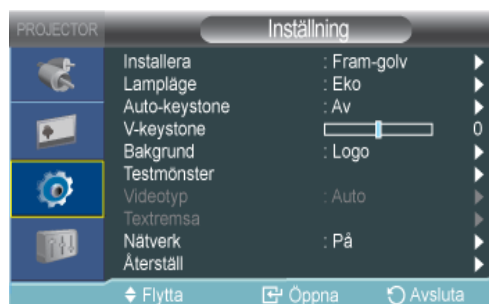 PROJECTOR Inställning
Installera : Fram-golv
Lampläge : Eko
Auto-keystone : Av
V-keystone 0
Bakgrund : Logo
Testmönster
Videotyp : Auto
Textremsa
Nätverk : På
Återställ
Flytta Öppna Avsluta